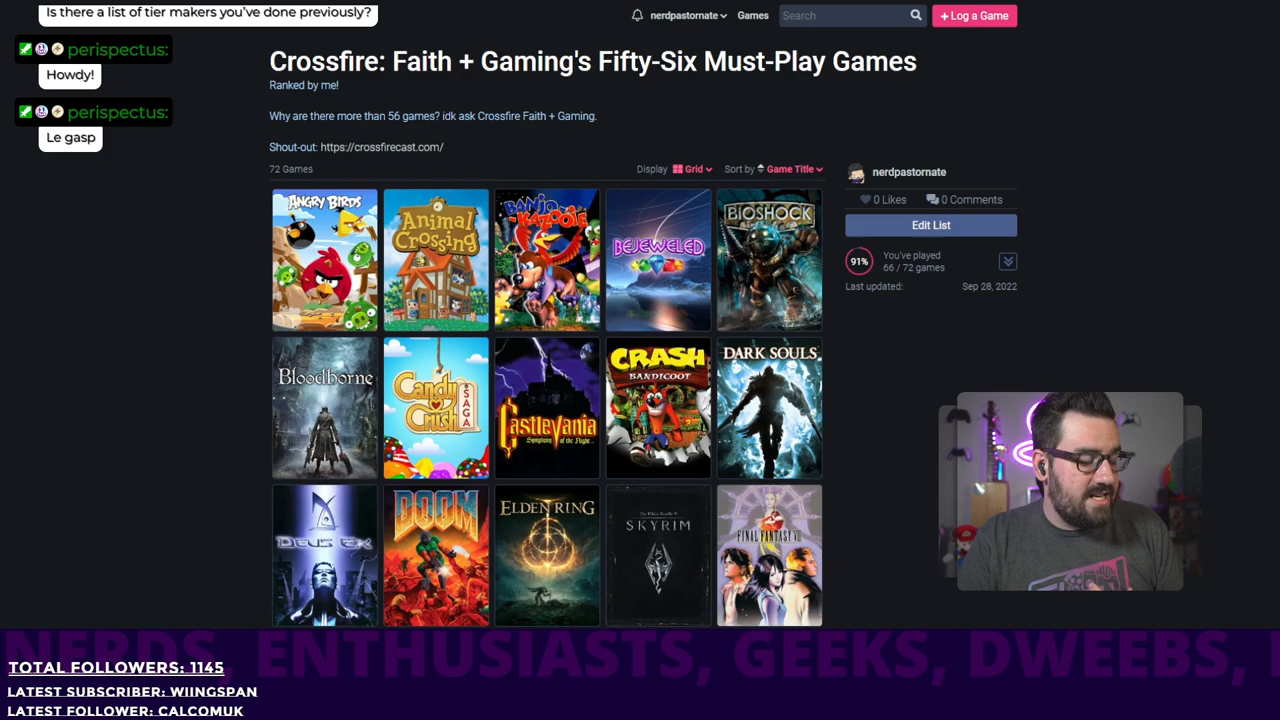 Is there a list of tier makers you've done previously?
perispectus:
Howdy!
perispectus:
Le gasp
nerdpastornate
Games
Search
+ Log a Game
Crossfire: Faith + Gaming's Fifty-Six Must-Play Games
Ranked by me!
Why are there more than 56 games? idk ask Crossfire Faith + Gaming.
Shout-out: https://crossfirecast.com/
72 Games
Display Grid
Sort by Game Title
nerdpastornate
0 Likes
0 Comments
Edit List
91%
You've played
66 / 72 games
Last updated: Sep 28, 2022
ANGRY BIRDS
Animal
Crossing
BANJO
KAZOOIE
BEJEWELED
BIOSHOCK
Bloodborne
Candy
Crush
SAGA
Castlevania
Symphony of the Night
CRASH
BANDICOOT
DARK SOULS
DEUS EX
DOOM
ELDEN RING
SKYRIM
FINAL FANTASY VIII
NERDS, ENTHUSIASTS, GEEKS, DWEEBS,
TOTAL FOLLOWERS: 1145
LATEST SUBSCRIBER: WIINGSPAN
LATEST FOLLOWER: CALCOMUK